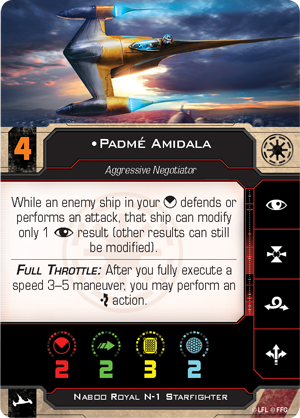 4
•Padmé Amidala
Aggressive Negotiator
While an enemy ship in your defends or
performs an attack, that ship can modify
only 1 result (other results can still
be modified).
Full Throttle: After you fully execute a
speed 3–5 maneuver, you may perform an
action.
2 2 3 2
Naboo Royal N-1 Starfighter
©LFL ©FFG